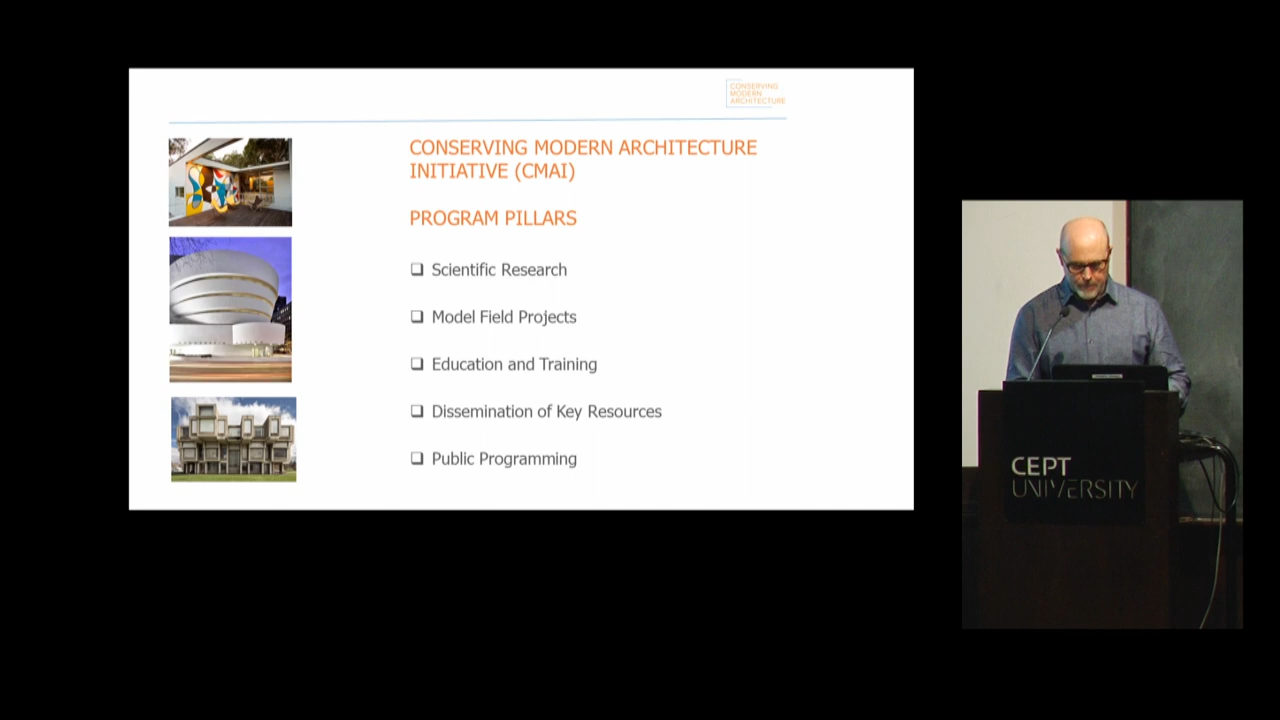 CONSERVING
MODERN
ARCHITECTURE
CONSERVING MODERN ARCHITECTURE
INITIATIVE (CMAI)
PROGRAM PILLARS
❑ Scientific Research
❑ Model Field Projects
❑ Education and Training
❑ Dissemination of Key Resources
❑ Public Programming
CEPT
UNIVERSITY